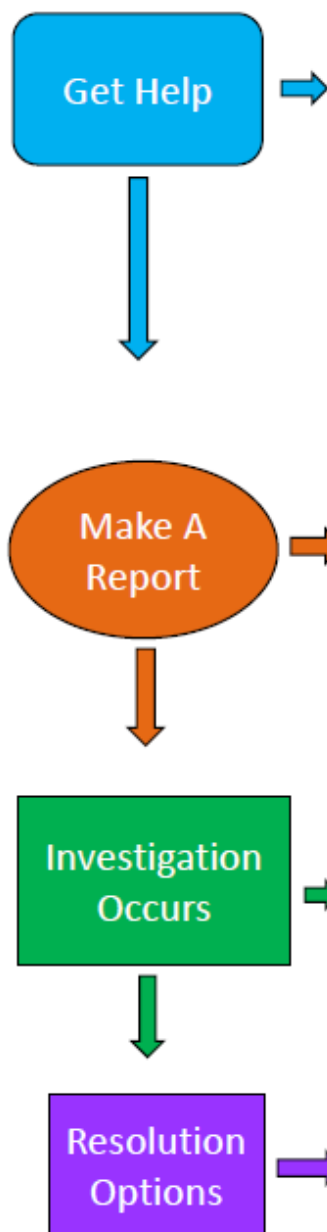 Get Help
Make A
Report
Investigation
Occurs
Resolution
Options